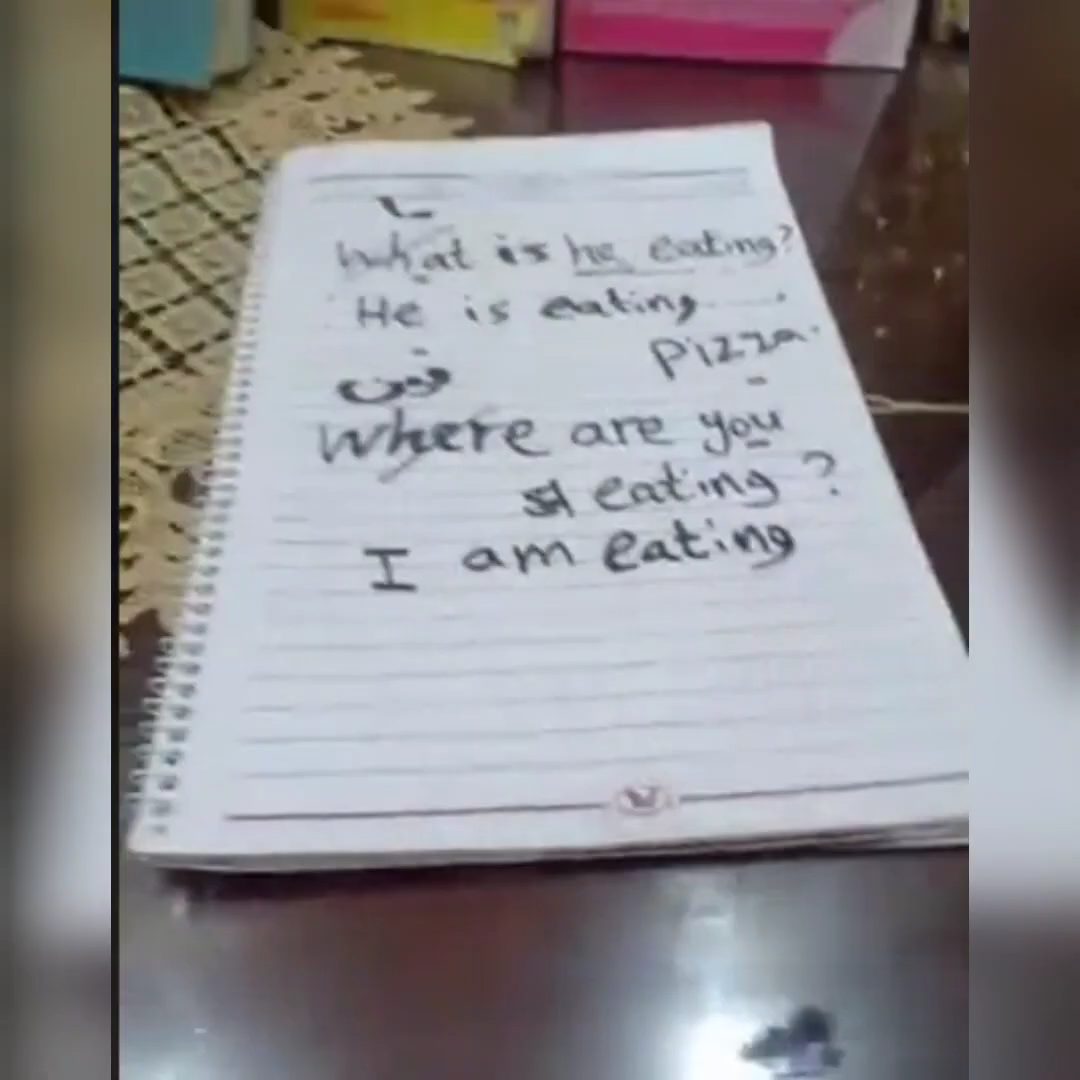 What is he eating?
He is eating ........
pizza.
Where are you
eating ?
I am eating